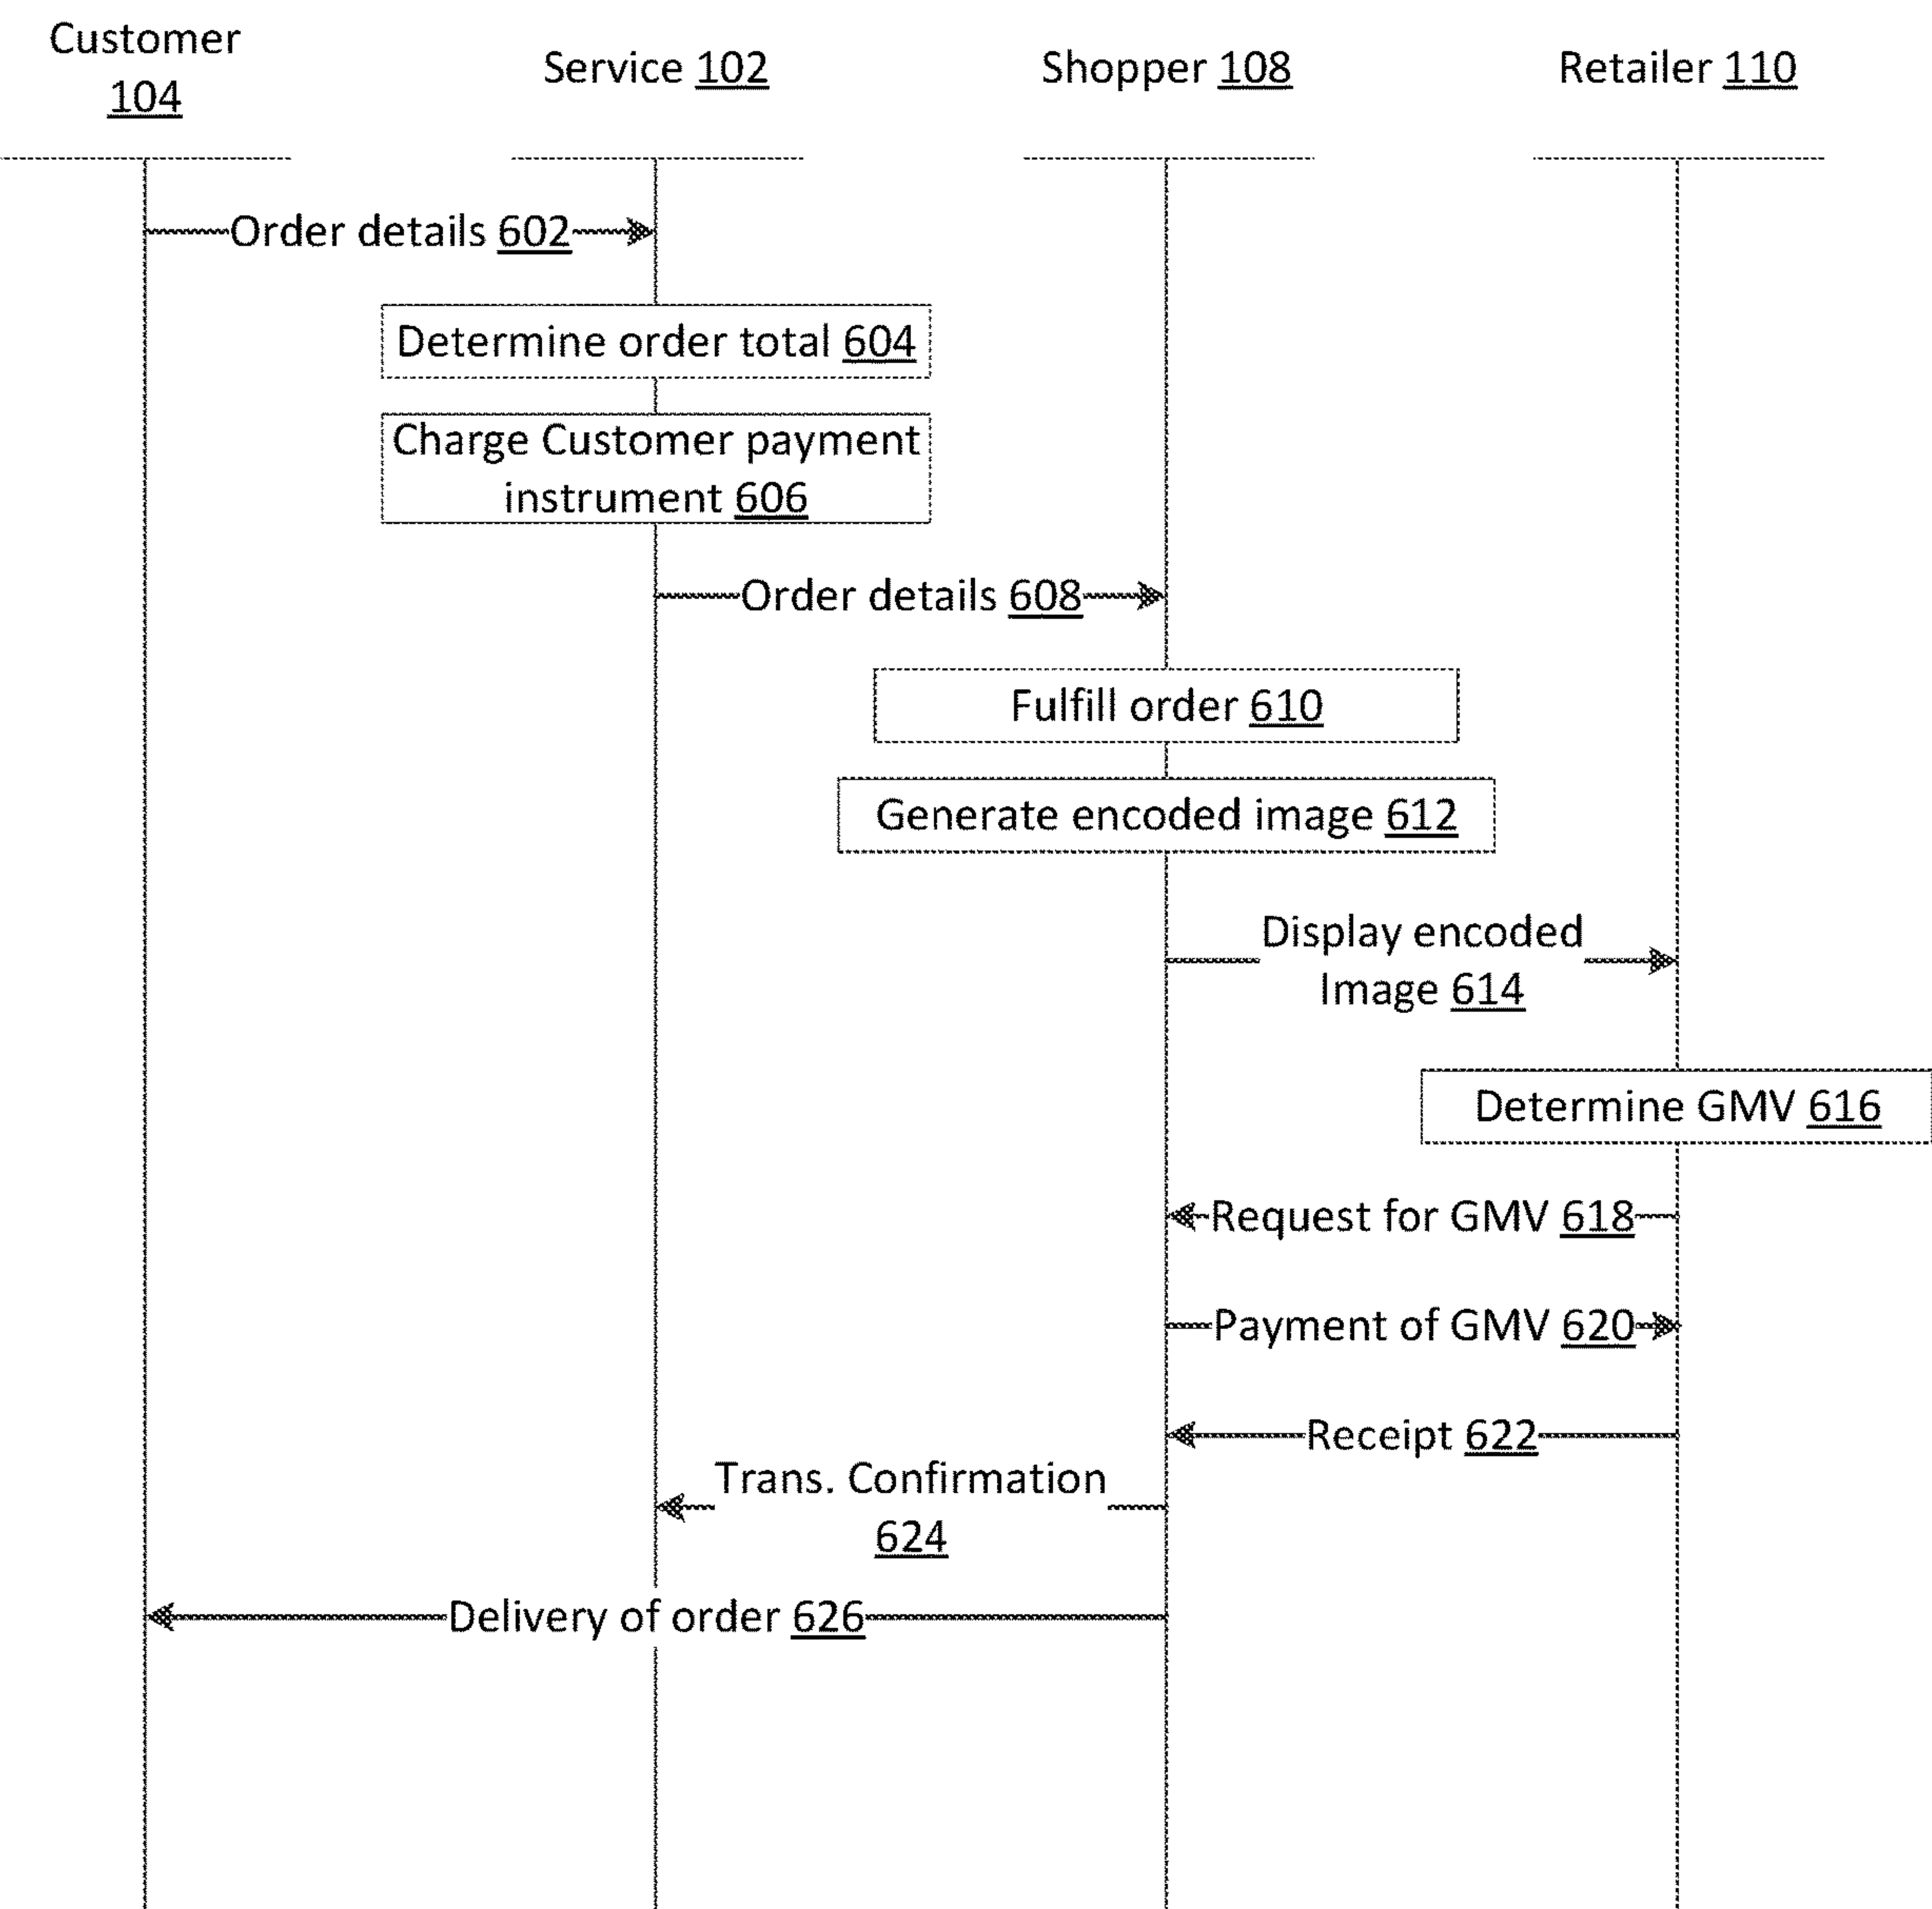 Customer
104
Service 102
Shopper 108
Retailer 110
Order details 602
Determine order total 604
Charge Customer payment
instrument 606
Order details 608
Fulfill order 610
Generate encoded image 612
Display encoded
Image 614
Determine GMV 616
Request for GMV 618
Payment of GMV 620
Receipt 622
Trans. Confirmation
624
Delivery of order 626